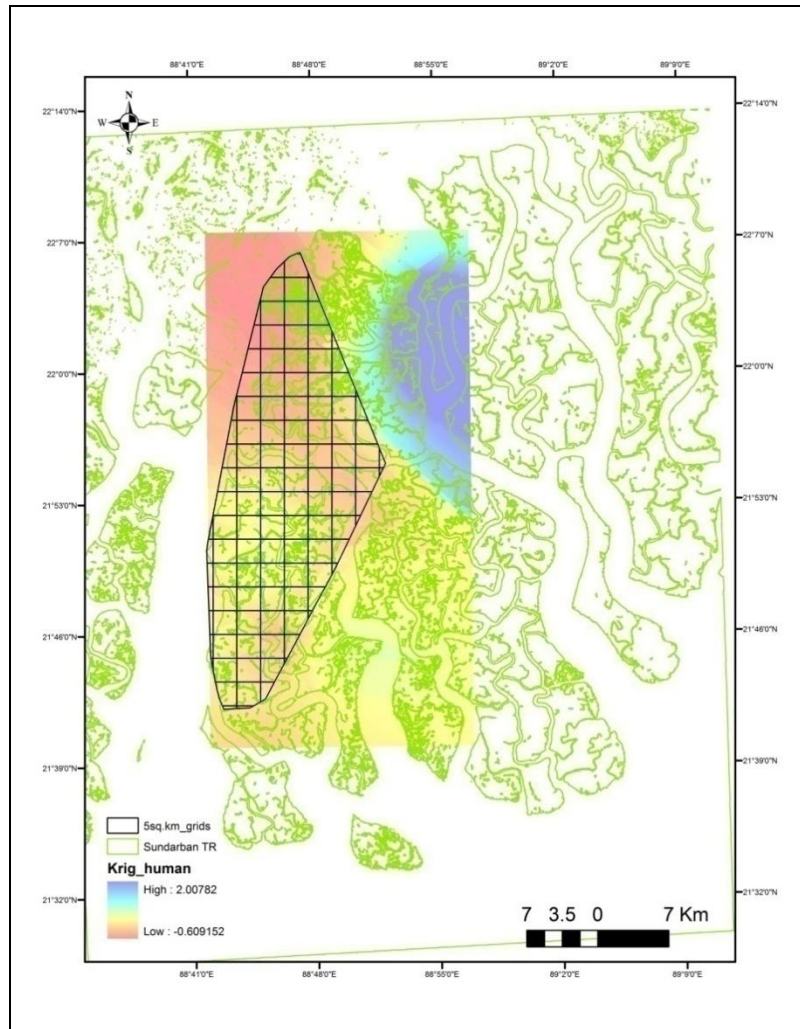 88°41'0"E 88°48'0"E 88°55'0"E 89°2'0"E 89°9'0"E
N
W E
S
22°14'0"N 22°14'0"N
22°7'0"N 22°7'0"N
22°0'0"N 22°0'0"N
21°53'0"N 21°53'0"N
21°46'0"N 21°46'0"N
21°39'0"N 21°39'0"N
5sq.km_grids
Sundarban TR
Krig_human
High : 2.00782
Low : -0.609152
21°32'0"N 21°32'0"N
7 3.5 0 7 Km
88°41'0"E 88°48'0"E 88°55'0"E 89°2'0"E 89°9'0"E